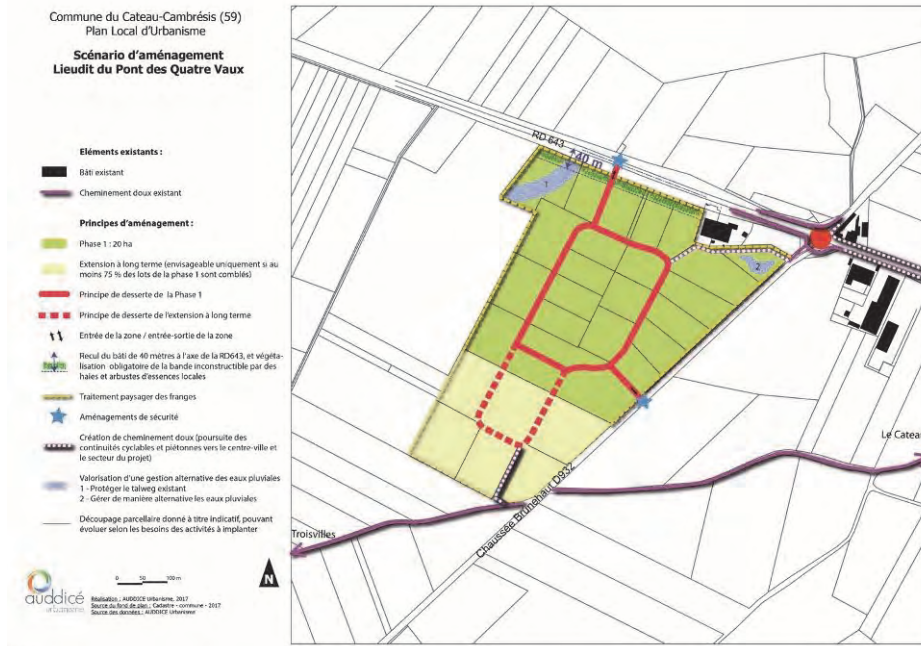 Commune du Cateau-Cambrésis (59)
Plan Local d'Urbanisme
Scénario d'aménagement
Lieudit du Pont des Quatre Vaux
Eléments existants :
Bâti existant
Cheminement doux existant
Principes d'aménagement :
Phase 1 : 20 ha
Extension à long terme (envisageable uniquement si au
moins 75 % des lots de la phase 1 sont comblés)
Principe de desserte de la Phase 1
Principe de desserte de l'extension à long terme
Entrée de la zone / entrée-sortie de la zone
Recul du bâti de 40 mètres à l'axe de la RD643, et végéta-
lisation obligatoire de la bande inconstructible par des
haies et arbustes d'essences locales
Traitement paysager des franges
Aménagements de sécurité
Création de cheminement doux (poursuite des
continuités cyclables et piétonnes vers le centre-ville et
le secteur du projet)
Valorisation d'une gestion alternative des eaux pluviales
1 - Protéger le talweg existant
2 - Gérer de manière alternative les eaux pluviales
Découpage parcellaire donné à titre indicatif, pouvant
évoluer selon les besoins des activités à implanter
auddicé
urbanisme
0 50 100 m
Réalisation : AUDDICE Urbanisme, 2017
Source du fond de plan : Cadastre - commune - 2017
Source des données : AUDDICE Urbanisme
N
RD 643
40 m
1
2
Le Cateau
Chaussée Brunehaut D932
Troisvilles